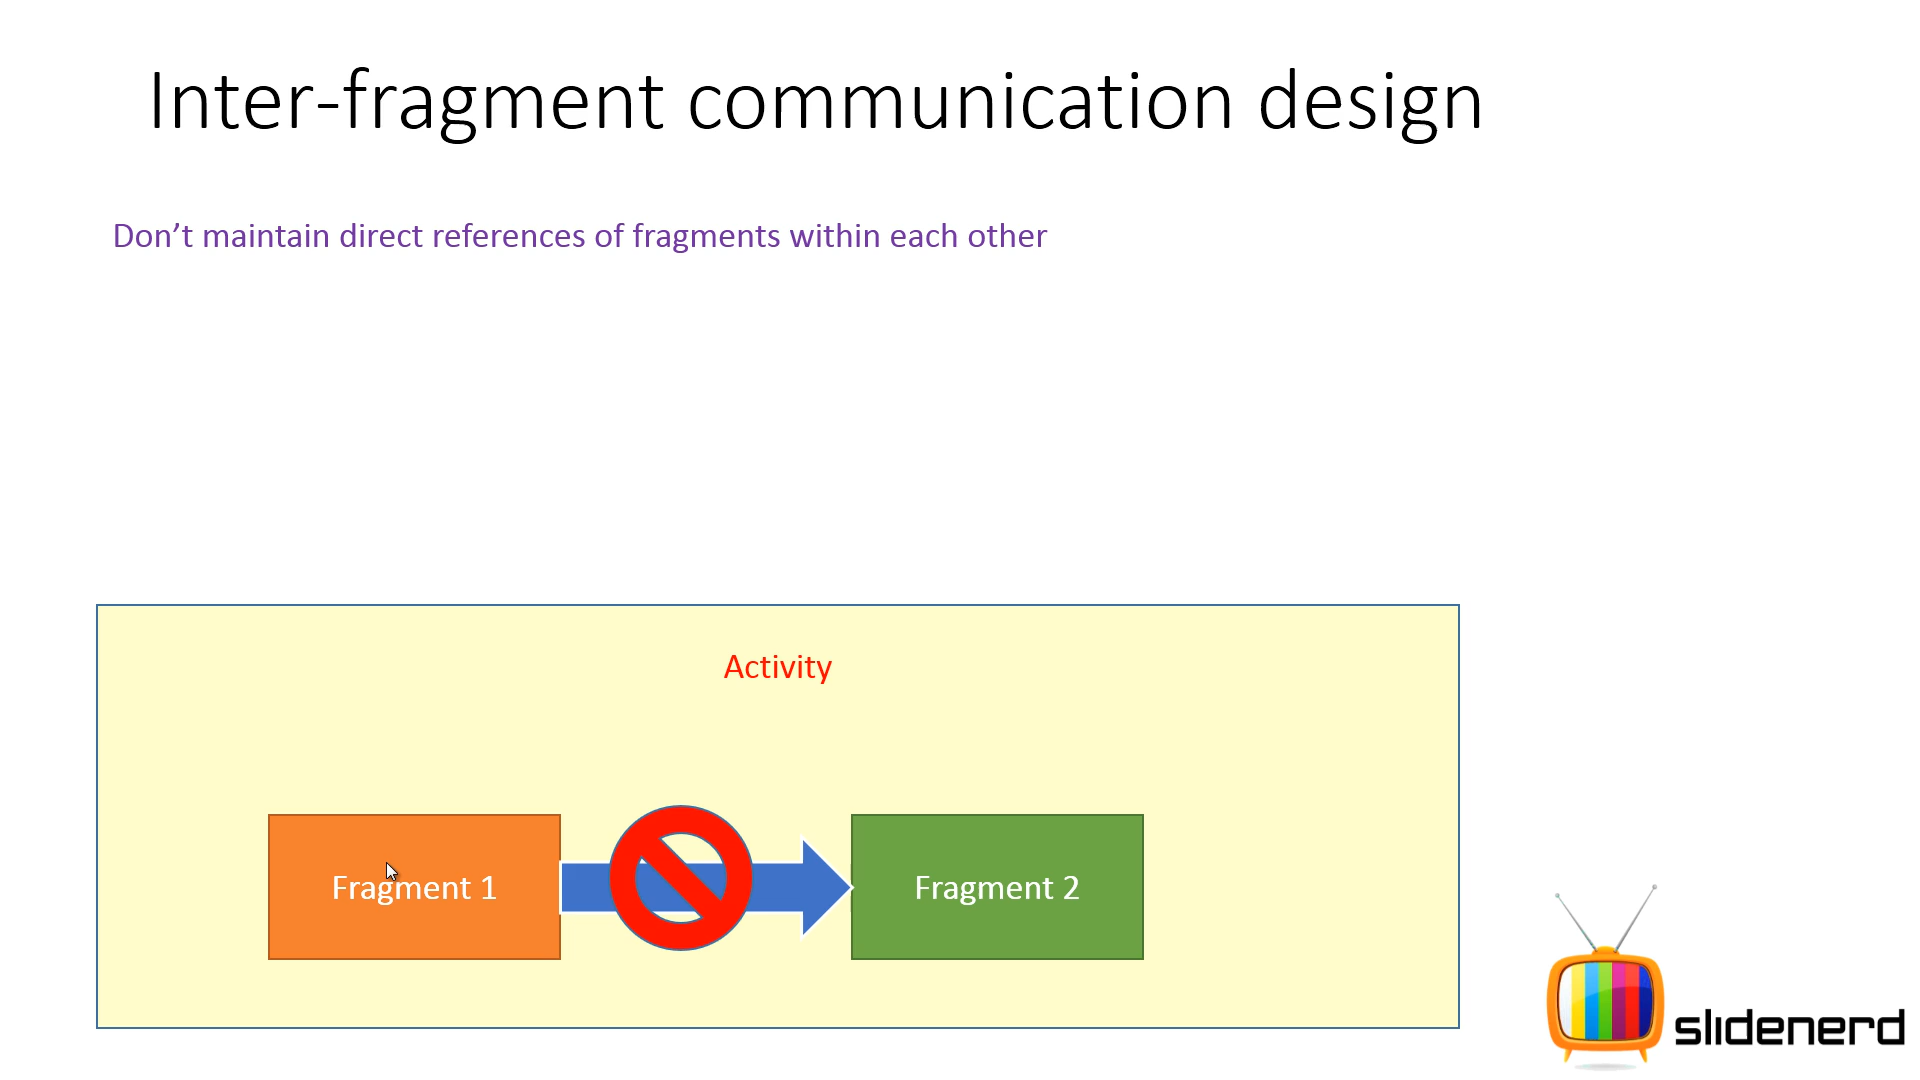 Inter-fragment communication design
Don’t maintain direct references of fragments within each other
Activity
Fragment 1
Fragment 2
slidenerd